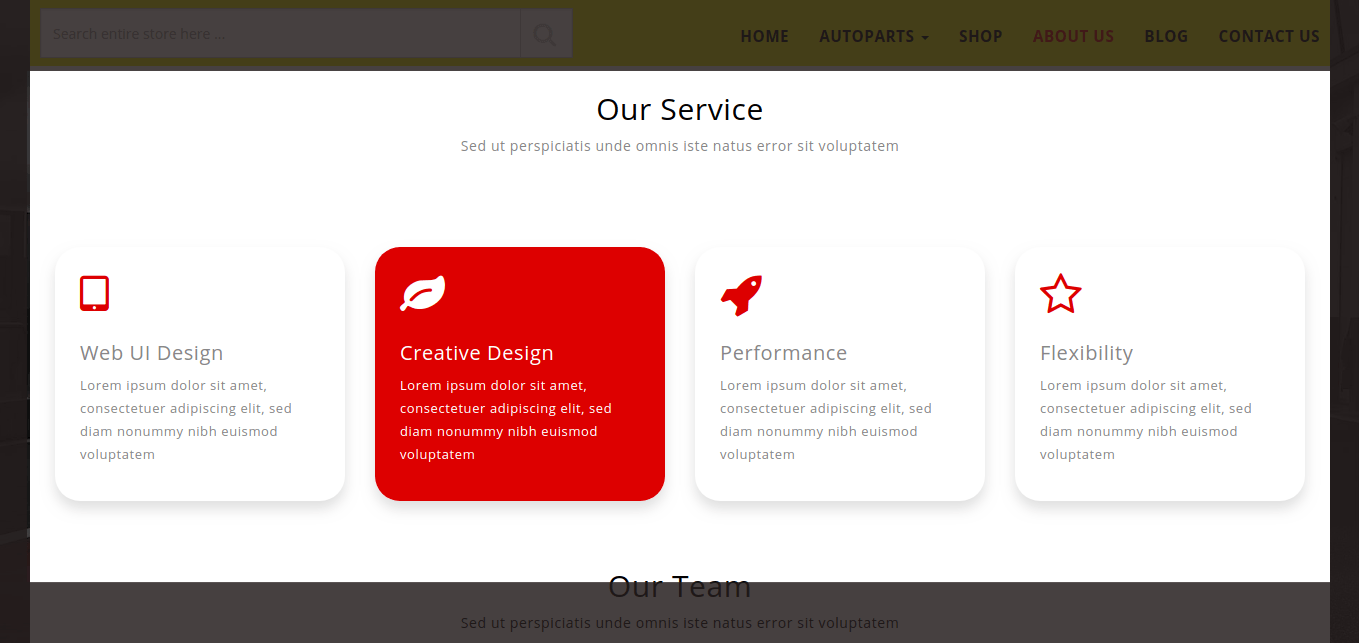 Search entire store here ...
HOME AUTOPARTS SHOP ABOUT US BLOG CONTACT US
Our Service
Sed ut perspiciatis unde omnis iste natus error sit voluptatem
Web UI Design
Lorem ipsum dolor sit amet,
consectetuer adipiscing elit, sed
diam nonummy nibh euismod
voluptatem
Creative Design
Lorem ipsum dolor sit amet,
consectetuer adipiscing elit, sed
diam nonummy nibh euismod
voluptatem
Performance
Lorem ipsum dolor sit amet,
consectetuer adipiscing elit, sed
diam nonummy nibh euismod
voluptatem
Flexibility
Lorem ipsum dolor sit amet,
consectetuer adipiscing elit, sed
diam nonummy nibh euismod
voluptatem
Our Team
Sed ut perspiciatis unde omnis iste natus error sit voluptatem